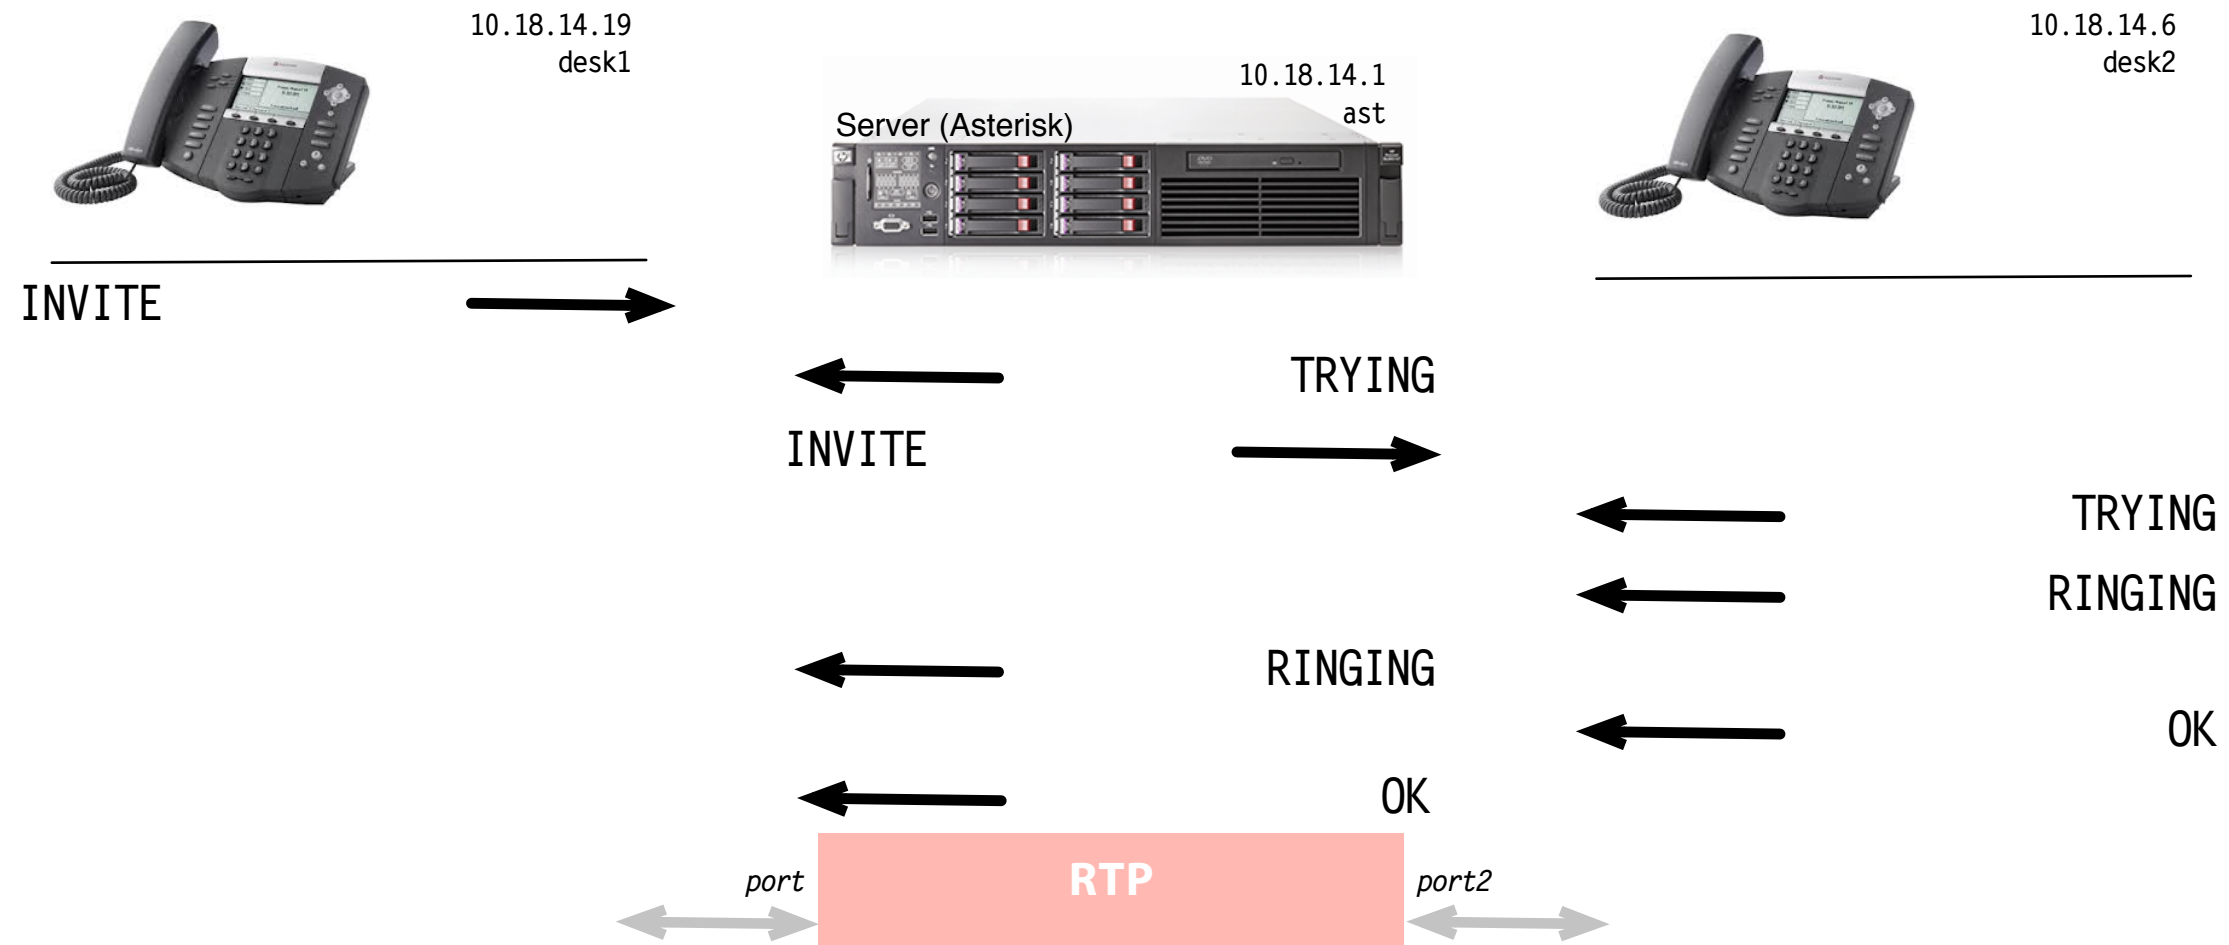 10.18.14.19
desk1
10.18.14.1
ast
Server (Asterisk)
10.18.14.6
desk2
INVITE
TRYING
INVITE
TRYING
RINGING
RINGING
OK
OK
RTP
port
port2